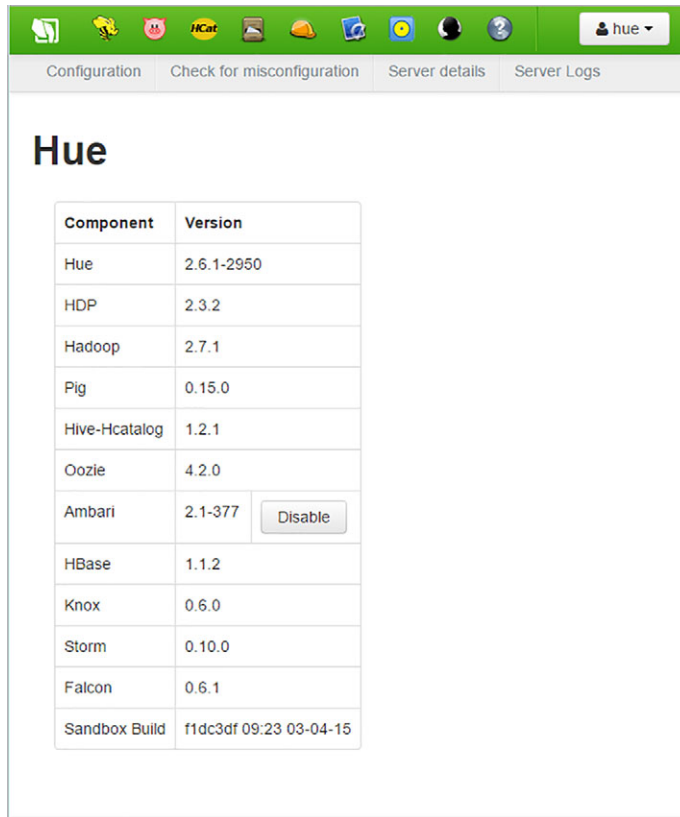 HCat hue
Configuration Check for misconfiguration Server details Server Logs
Hue
Component Version
Hue 2.6.1-2950
HDP 2.3.2
Hadoop 2.7.1
Pig 0.15.0
Hive-Hcatalog 1.2.1
Oozie 4.2.0
Ambari 2.1-377 Disable
HBase 1.1.2
Knox 0.6.0
Storm 0.10.0
Falcon 0.6.1
Sandbox Build f1dc3df 09:23 03-04-15